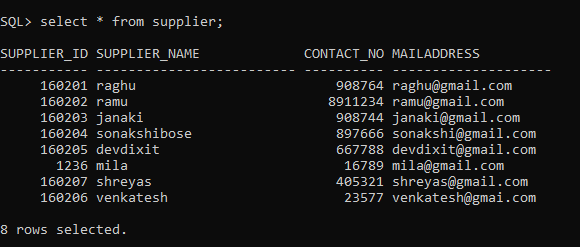 SQL> select * from supplier;
SUPPLIER_ID SUPPLIER_NAME CONTACT_NO MAILADDRESS
----------- ------------------------- ---------- --------------------
160201 raghu 908764 raghu@gmail.com
160202 ramu 8911234 ramu@gmail.com
160203 janaki 908744 janaki@gmail.com
160204 sonakshibose 897666 sonakshi@gmail.com
160205 devdixit 667788 devdixit@gmail.com
1236 mila 16789 mila@gmail.com
160207 shreyas 405321 shreyas@gmail.com
160206 venkatesh 23577 venkatesh@gmai.com
8 rows selected.